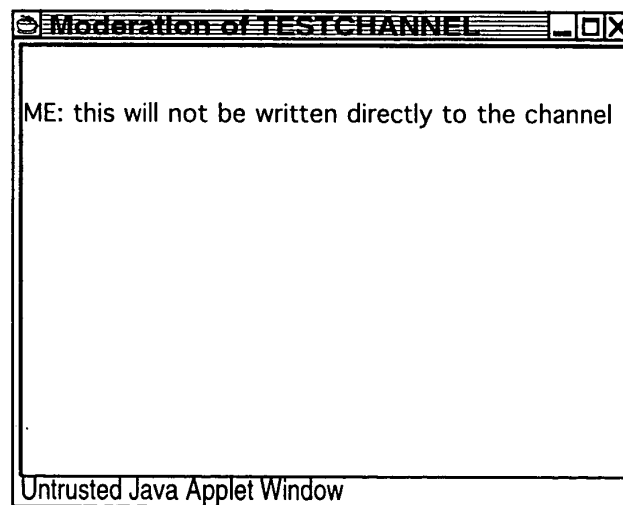 Moderation of TESTCHANNEL
ME: this will not be written directly to the channel
Untrusted Java Applet Window